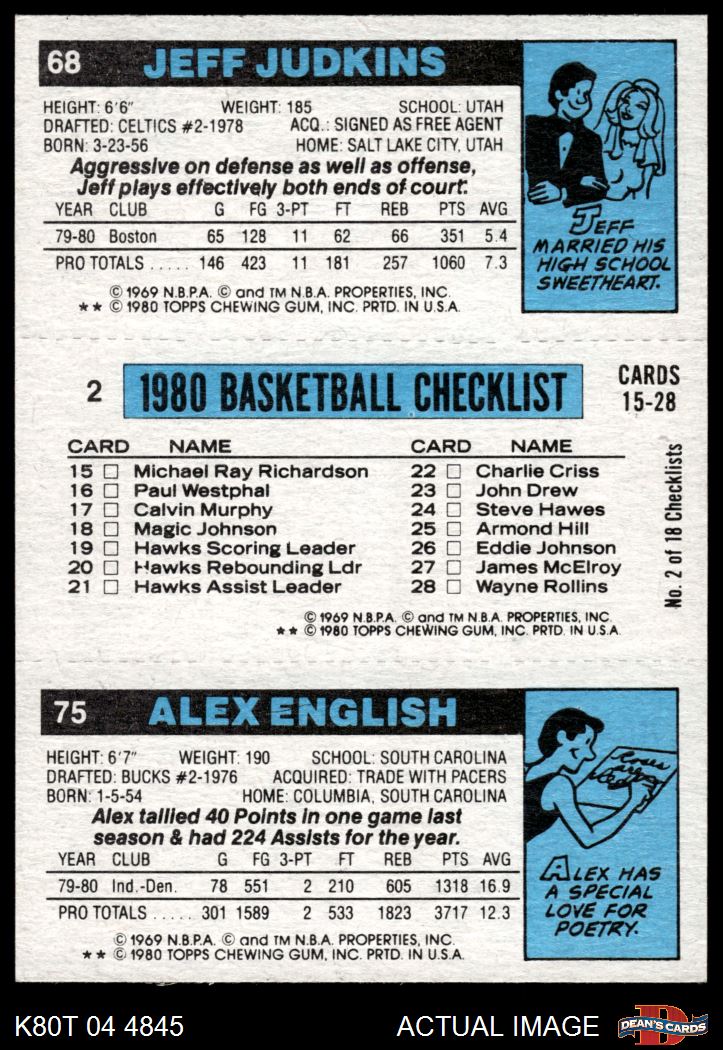 68 JEFF JUDKINS
HEIGHT: 6'6" WEIGHT: 185 SCHOOL: UTAH
DRAFTED: CELTICS #2-1978 ACQ.: SIGNED AS FREE AGENT
BORN: 3-23-56 HOME: SALT LAKE CITY, UTAH
Aggressive on defense as well as offense,
Jeff plays effectively both ends of court.
YEAR CLUB G FG 3-PT FT REB PTS AVG
79-80 Boston 65 128 11 62 66 351 5.4
PRO TOTALS ..... 146 423 11 181 257 1060 7.3
© 1969 N.B.P.A. © and TM N.B.A. PROPERTIES, INC.
** © 1980 TOPPS CHEWING GUM, INC. PRTD. IN U.S.A.
JEFF
MARRIED HIS
HIGH SCHOOL
SWEETHEART.
2 1980 BASKETBALL CHECKLIST CARDS
15-28
CARD NAME CARD NAME
15 □ Michael Ray Richardson 22 □ Charlie Criss
16 □ Paul Westphal 23 □ John Drew
17 □ Calvin Murphy 24 □ Steve Hawes
18 □ Magic Johnson 25 □ Armond Hill
19 □ Hawks Scoring Leader 26 □ Eddie Johnson
20 □ Hawks Rebounding Ldr 27 □ James McElroy
21 □ Hawks Assist Leader 28 □ Wayne Rollins
No. 2 of 18 Checklists
© 1969 N.B.P.A. © and TM N.B.A. PROPERTIES, INC.
** © 1980 TOPPS CHEWING GUM, INC. PRTD. IN U.S.A.
75 ALEX ENGLISH
HEIGHT: 6'7" WEIGHT: 190 SCHOOL: SOUTH CAROLINA
DRAFTED: BUCKS #2-1976 ACQUIRED: TRADE WITH PACERS
BORN: 1-5-54 HOME: COLUMBIA, SOUTH CAROLINA
Alex tallied 40 Points in one game last
season & had 224 Assists for the year.
YEAR CLUB G FG 3-PT FT REB PTS AVG
79-80 Ind.-Den. 78 551 2 210 605 1318 16.9
PRO TOTALS ..... 301 1589 2 533 1823 3717 12.3
© 1969 N.B.P.A. © and TM N.B.A. PROPERTIES, INC.
** © 1980 TOPPS CHEWING GUM, INC. PRTD. IN U.S.A.
Roses
are
ALEX HAS
A SPECIAL
LOVE FOR
POETRY.
K80T 04 4845 ACTUAL IMAGE D
DEAN'S CARDS